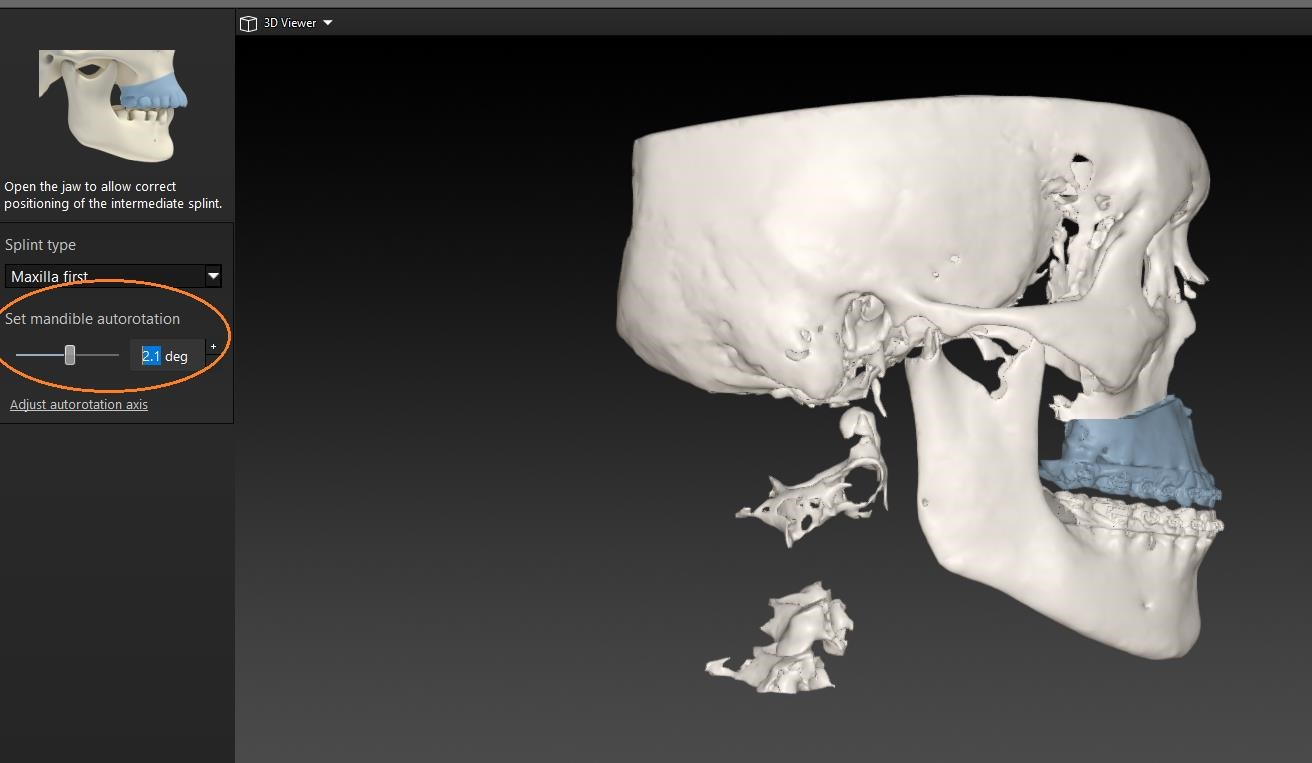 3D Viewer
Open the jaw to allow correct
positioning of the intermediate splint.
Splint type
Maxilla first
Set mandible autorotation
2.1 deg
+
Adjust autorotation axis